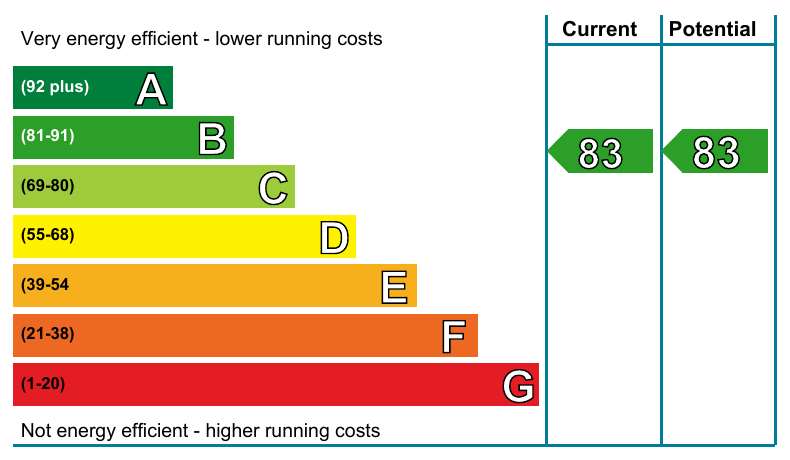 Very energy efficient - lower running costs
Current Potential
(92 plus) A
(81-91) B
83 83
(69-80) C
(55-68) D
(39-54 E
(21-38) F
(1-20) G
Not energy efficient - higher running costs